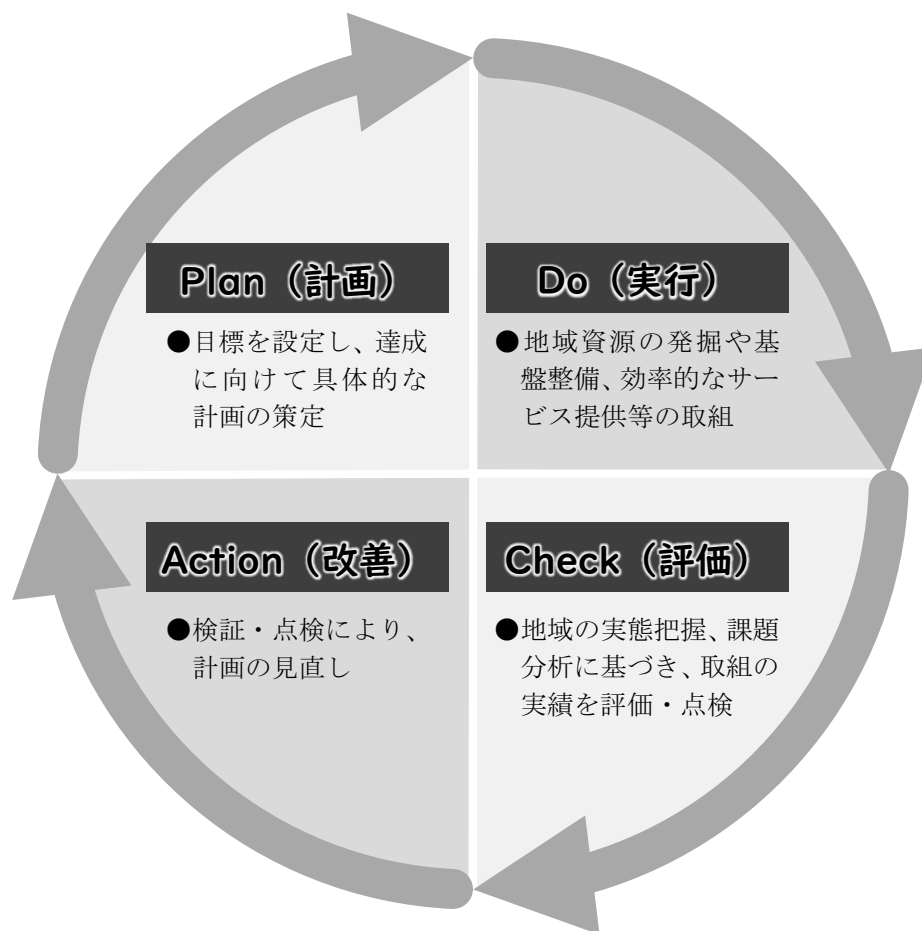 Plan（計画）
●目標を設定し、達成
に向けて具体的な
計画の策定
Do（実行）
●地域資源の発掘や基
盤整備、効率的なサー
ビス提供等の取組
Action（改善）
●検証・点検により、
計画の見直し
Check（評価）
●地域の実態把握、課題
分析に基づき、取組の
実績を評価・点検